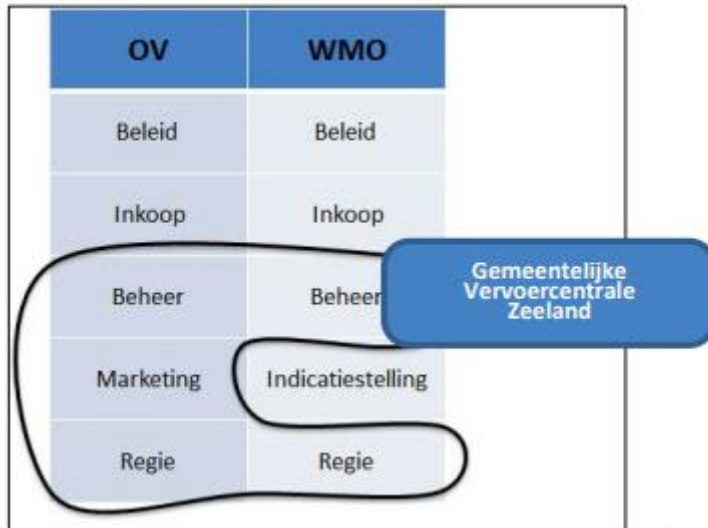 OV WMO
Beleid Beleid
Inkoop Inkoop
Beheer Beheer
Gemeentelijke
Vervoercentrale
Zeeland
Marketing Indicatiestelling
Regie Regie